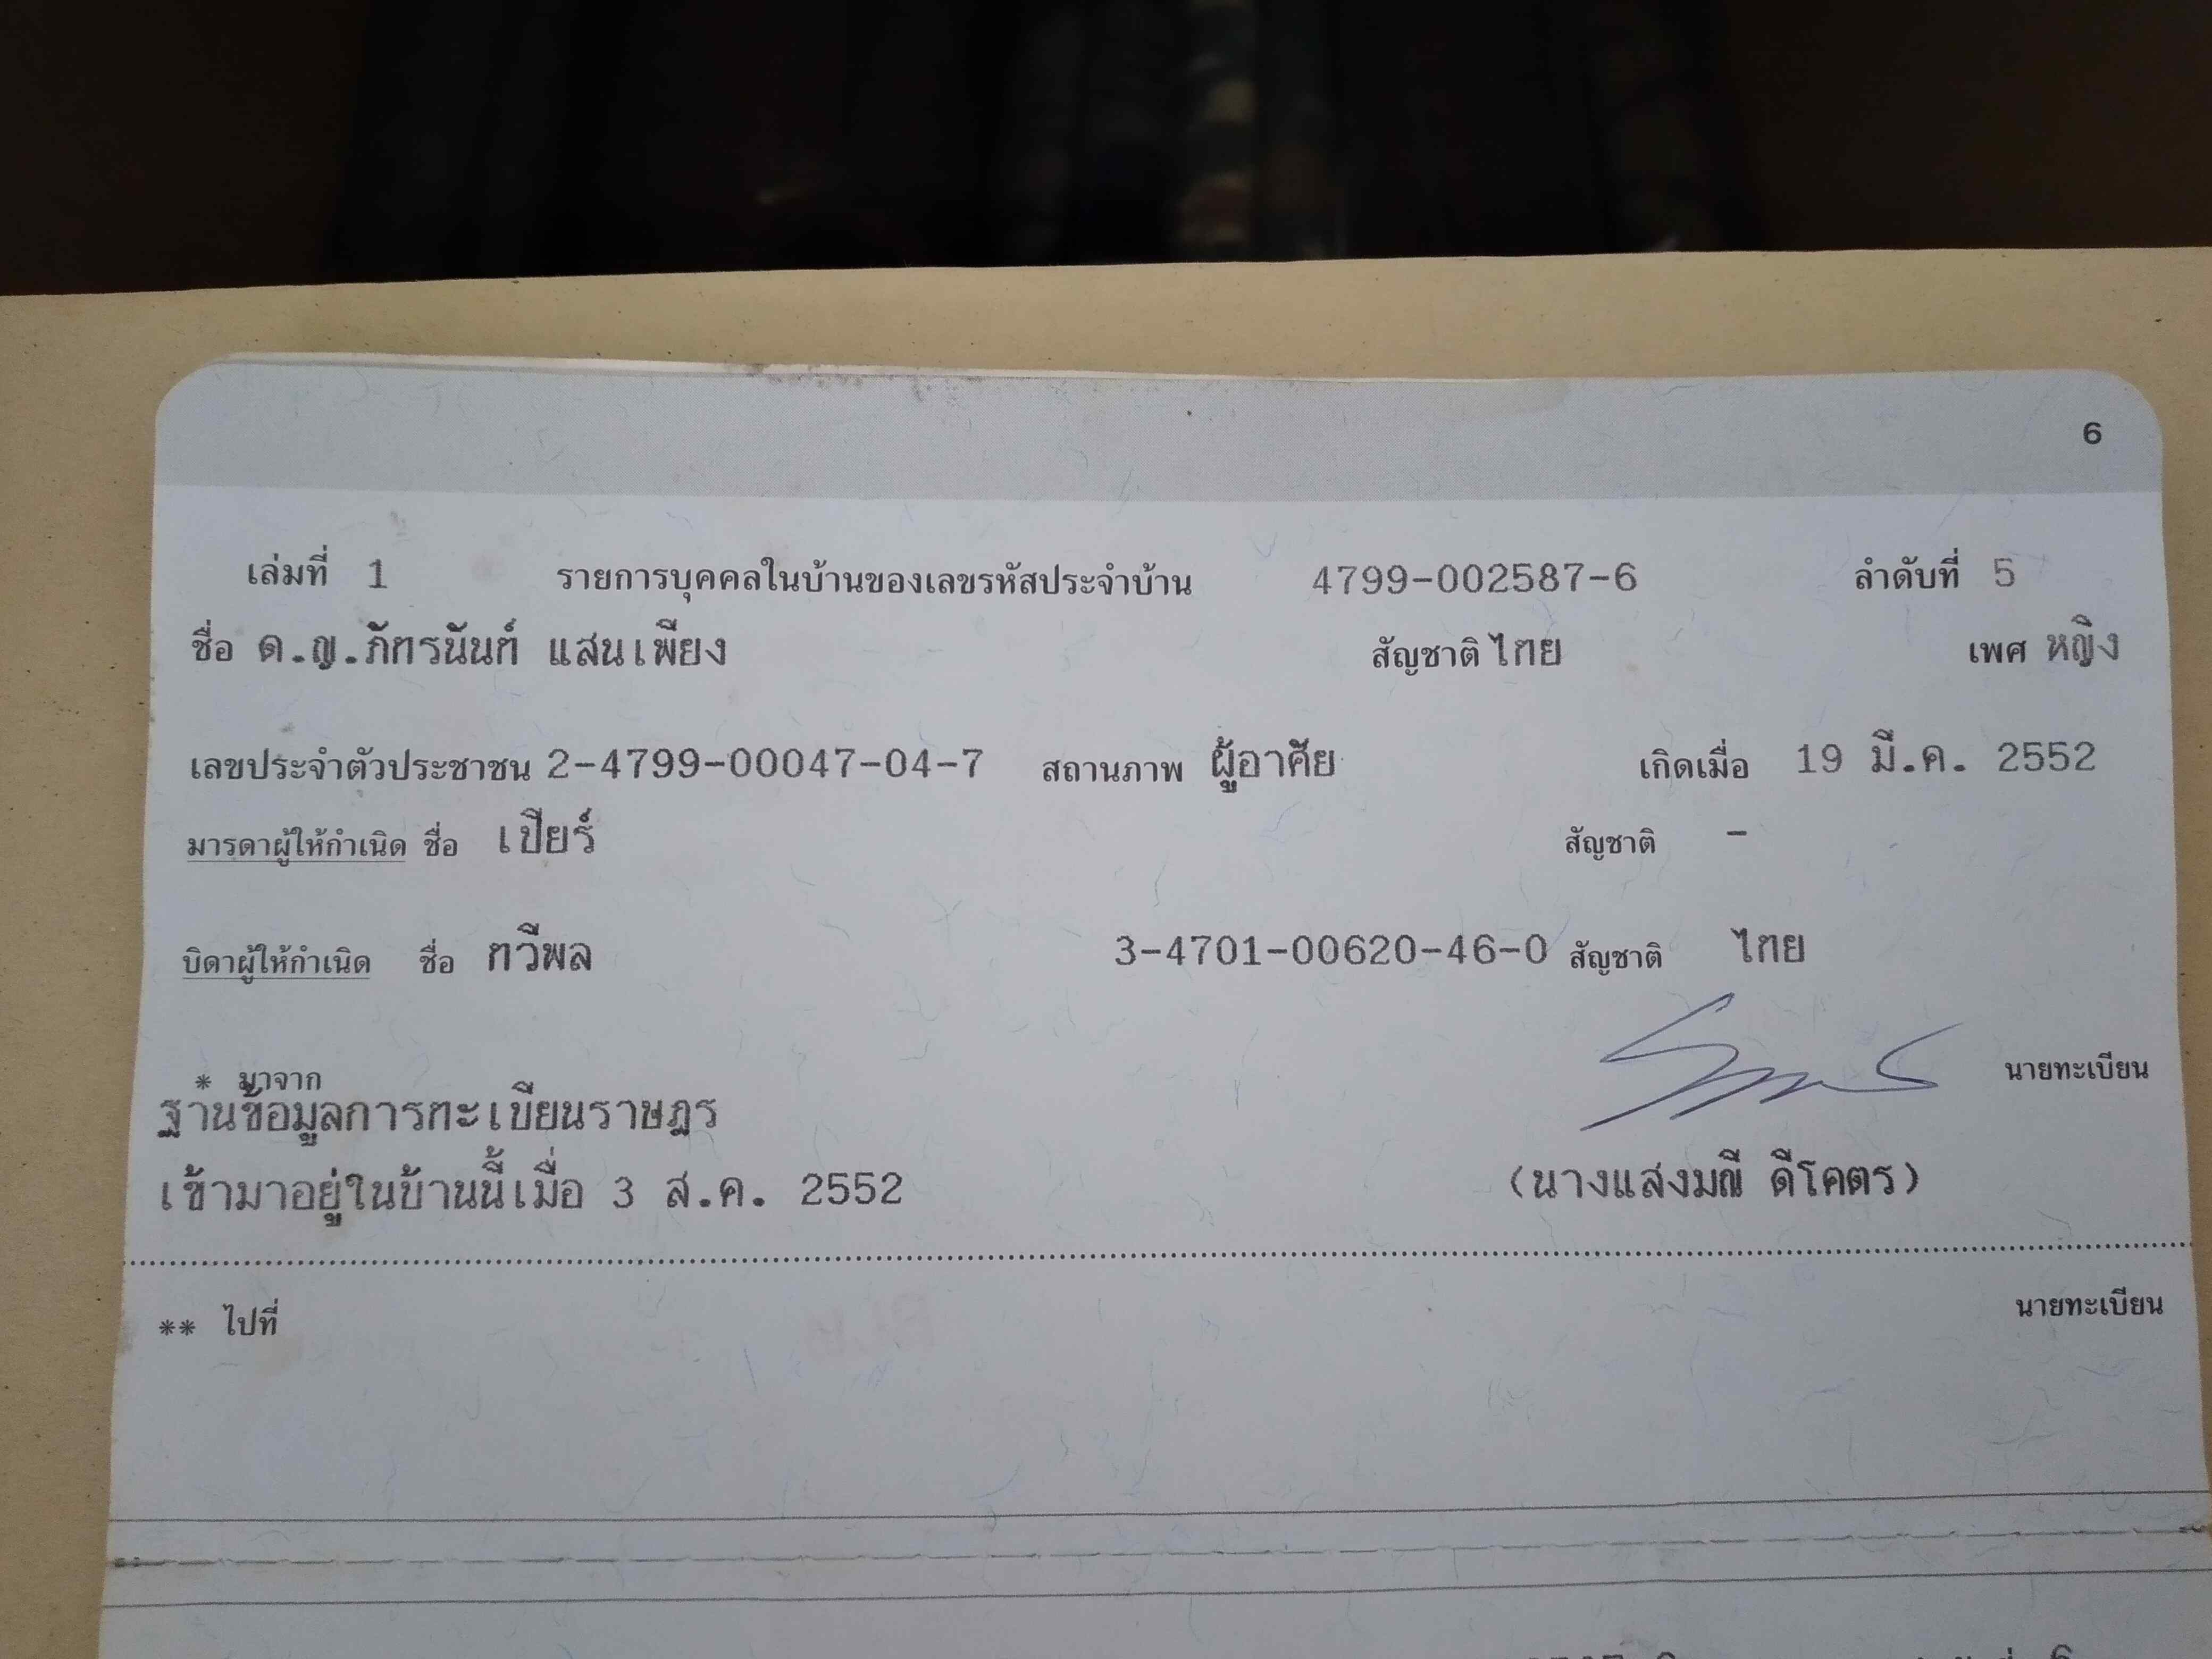 6
เล่มที่ 1 รายการบุคคลในบ้านของเลขรหัสประจำบ้าน 4799-002587-6 ลำดับที่ 5
ชื่อ ด.ญ.ภัทรนันท์ แสนเพียง สัญชาติ ไทย เพศ หญิง
เลขประจำตัวประชาชน 2-4799-00047-04-7 สถานภาพ ผู้อาศัย เกิดเมื่อ 19 มี.ค. 2552
มารดาผู้ให้กำเนิด ชื่อ เปียร์ สัญชาติ -
บิดาผู้ให้กำเนิด ชื่อ ทวีพล 3-4701-00620-46-0 สัญชาติ ไทย
* มาจาก นายทะเบียน
ฐานข้อมูลการทะเบียนราษฎร
เข้ามาอยู่ในบ้านนี้เมื่อ 3 ส.ค. 2552 (นางแสงมณี ดีโคตร)
** ไปที่ นายทะเบียน